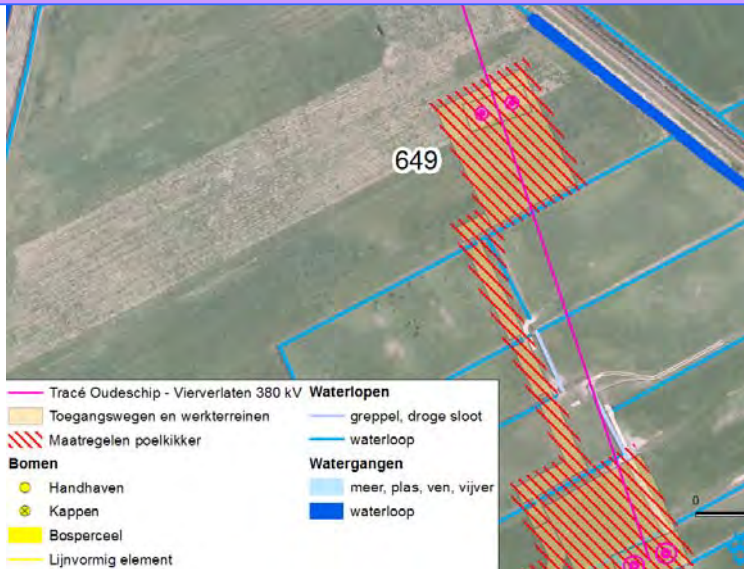 649
Tracé Oudeschip - Vierverlaten 380 kV
Toegangswegen en werkterreinen
Maatregelen poelkikker
Bomen
Handhaven
Kappen
Bosperceel
Lijnvormig element
Waterlopen
greppel, droge sloot
waterloop
Watergangen
meer, plas, ven, vijver
waterloop
0